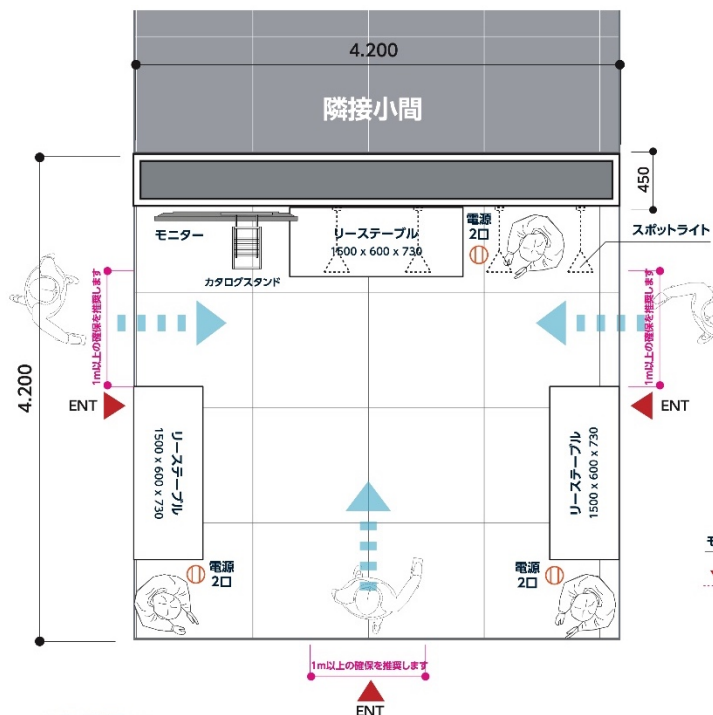 4.200
隣接小間
450
モニター
リーステーブル
1500 x 600 x 730
電源
2口
スポットライト
カタログスタンド
1m以上の確保を推奨します
1m以上の確保を推奨します
4.200
ENT
ENT
リーステーブル
1500 x 600 x 730
リーステーブル
1500 x 600 x 730
電源
2口
電源
2口
1m以上の確保を推奨します
ENT